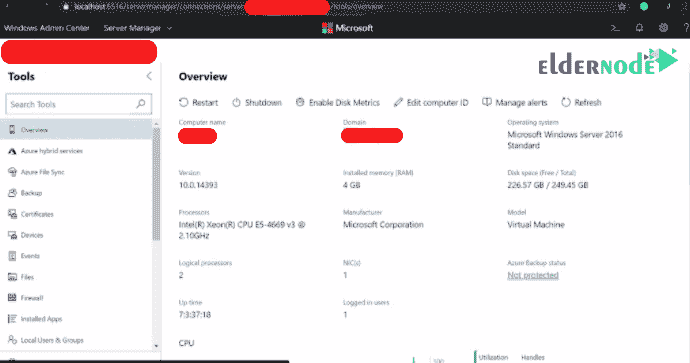 localhost:6516/servermanager/connections/server/
tools/overview
Windows Admin Center
Server Manager
Microsoft
ELDERNODE
Tools
Search Tools
Overview
Azure hybrid services
Azure File Sync
Backup
Certificates
Devices
Events
Files
Firewall
Installed Apps
Local Users & Groups
Overview
Restart
Shutdown
Enable Disk Metrics
Edit computer ID
Manage alerts
Refresh
Computer name
Domain
Operating system
Microsoft Windows Server 2016
Standard
Version
Installed memory (RAM)
Disk space (Free / Total)
10.0.14393
4 GB
226.57 GB / 249.45 GB
Processors
Manufacturer
Model
Intel(R) Xeon(R) CPU E5-4669 v3 @
2.10GHz
Microsoft Corporation
Virtual Machine
Logical processors
NIC(s)
Azure Backup status
2
1
Not protected
Up time
Logged in users
7:3:37:18
1
CPU
100
Utilization
Handles